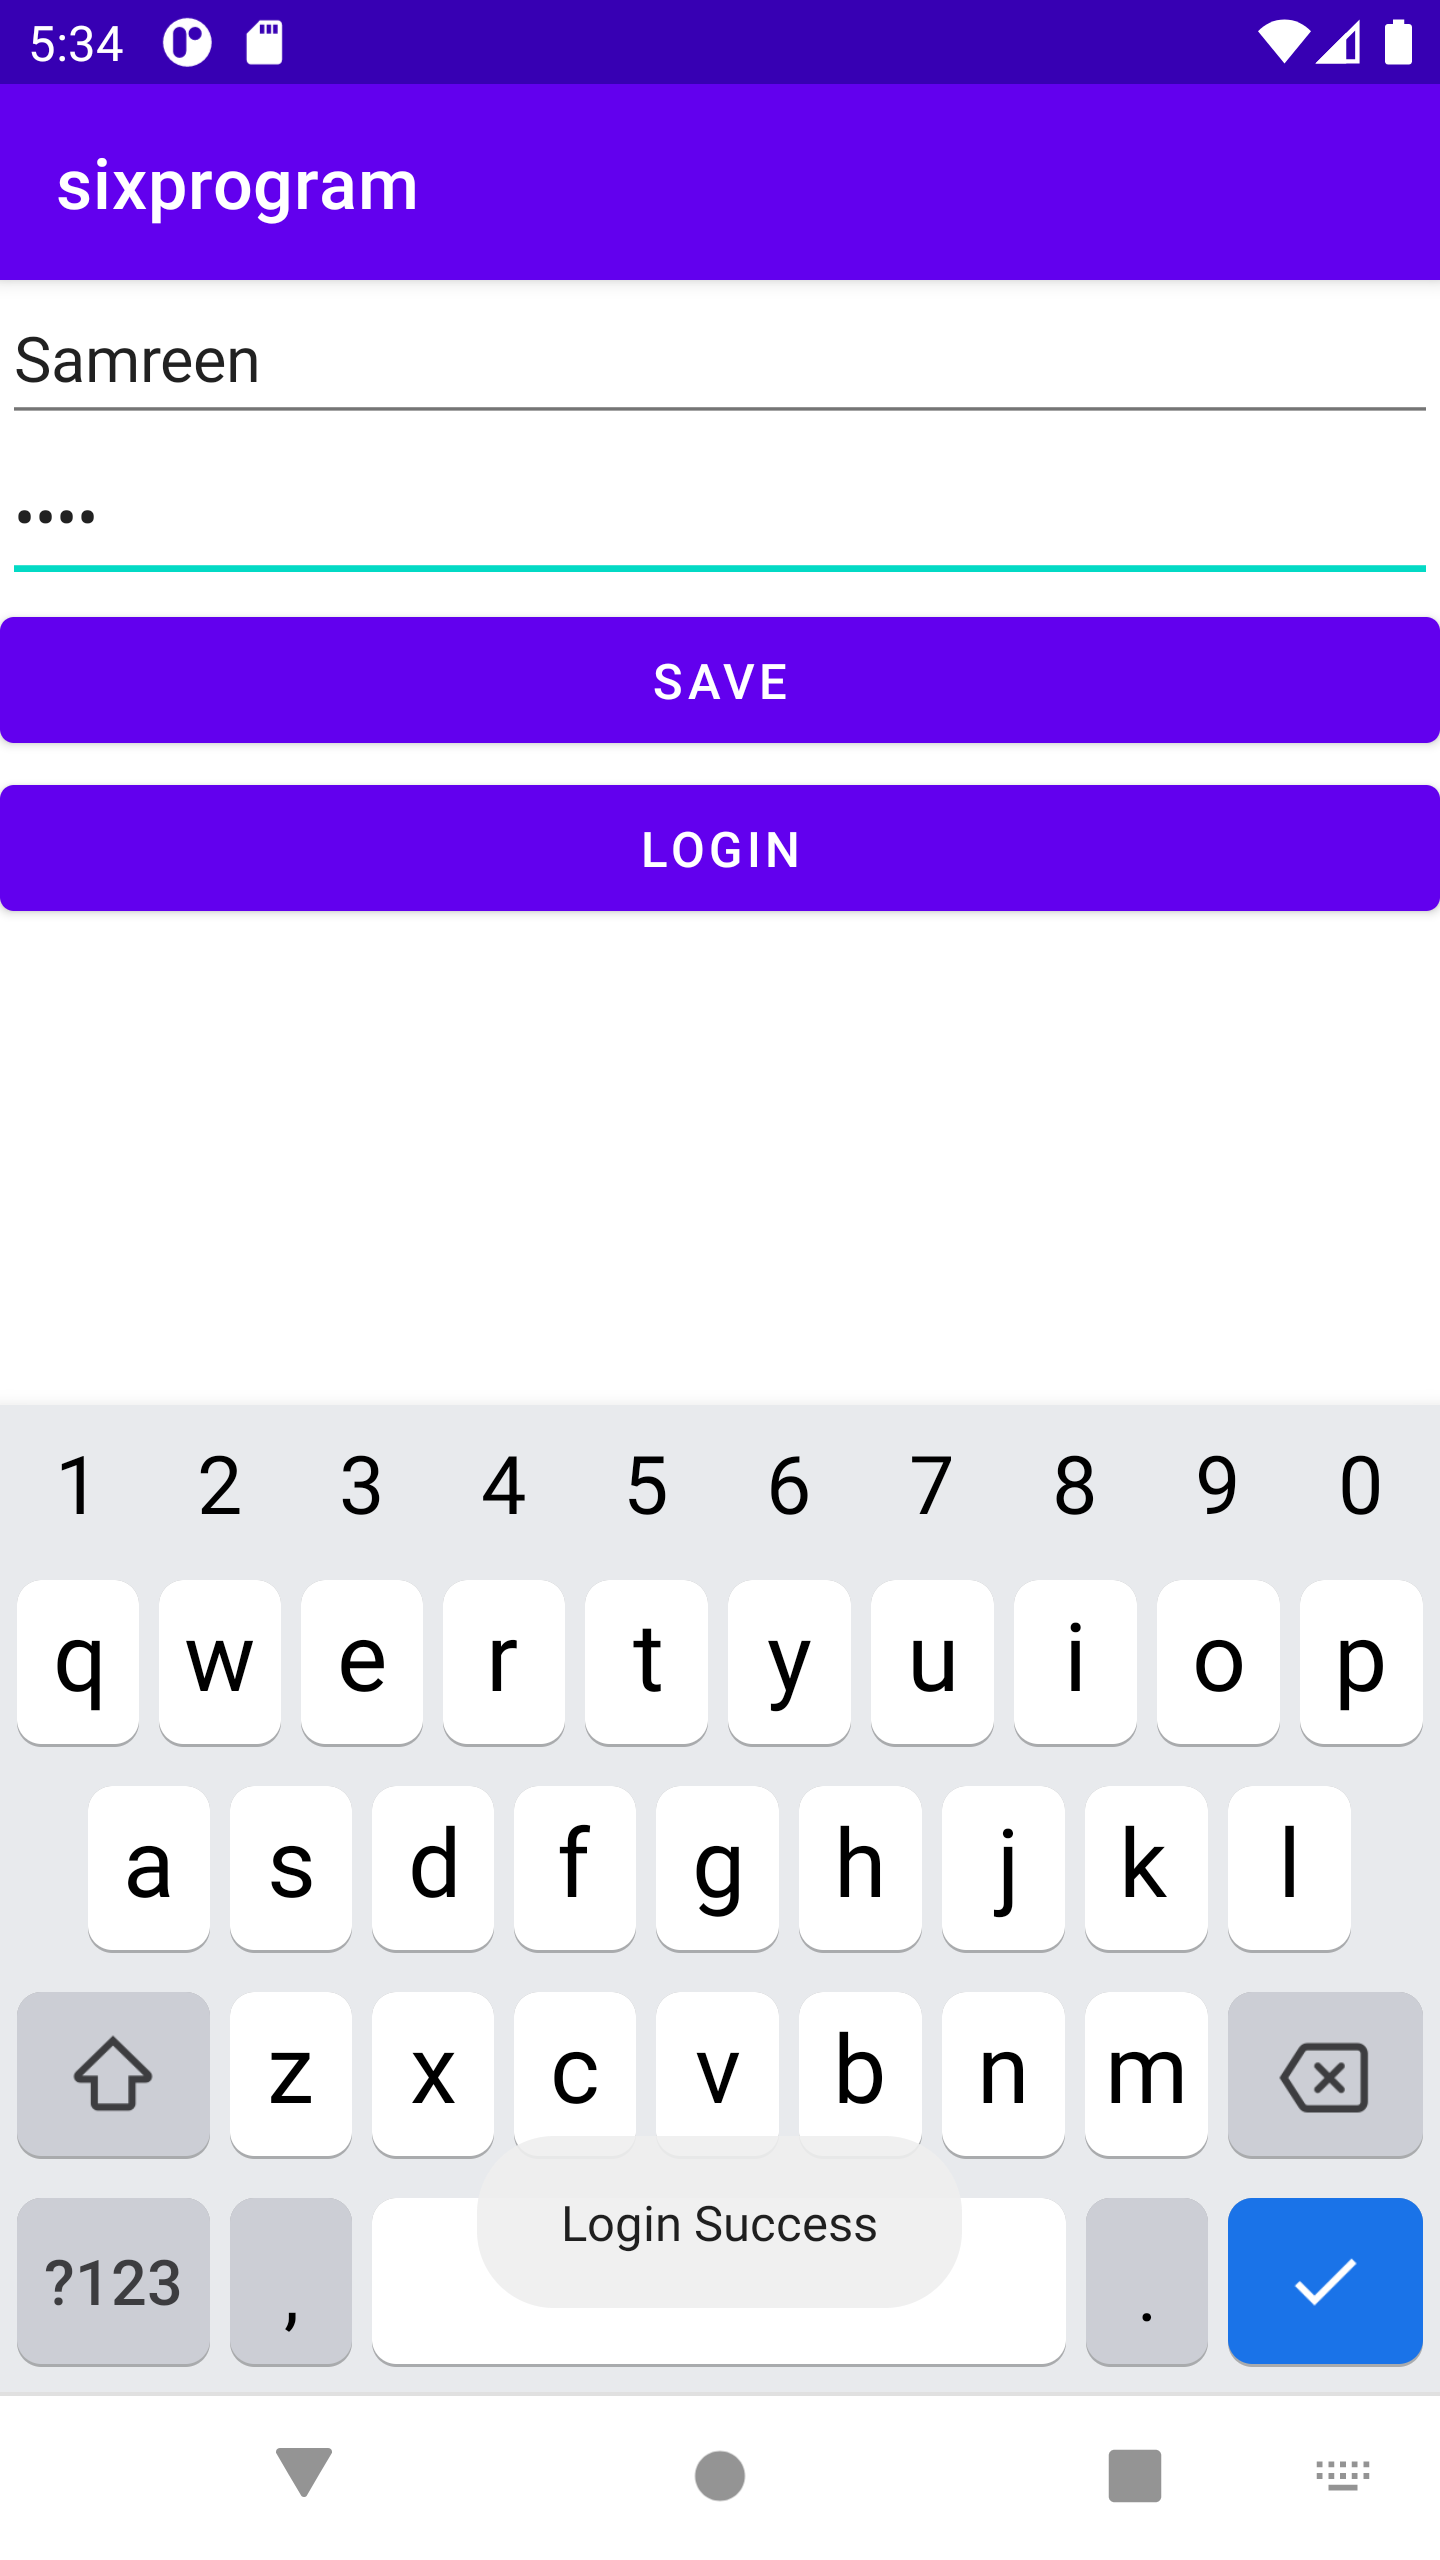 5:34
sixprogram
Samreen
••••
SAVE
LOGIN
1 2 3 4 5 6 7 8 9 0
q w e r t y u i o p
a s d f g h j k l
z x c v b n m
Login Success
?123 , .